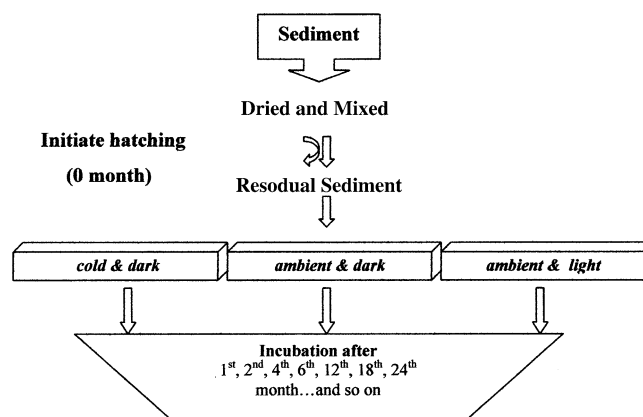 Sediment
Dried and Mixed
Initiate hatching
(0 month)
Resodual Sediment
cold & dark
ambient & dark
ambient & light
Incubation after
1st, 2nd, 4th, 6th, 12th, 18th, 24th
month...and so on